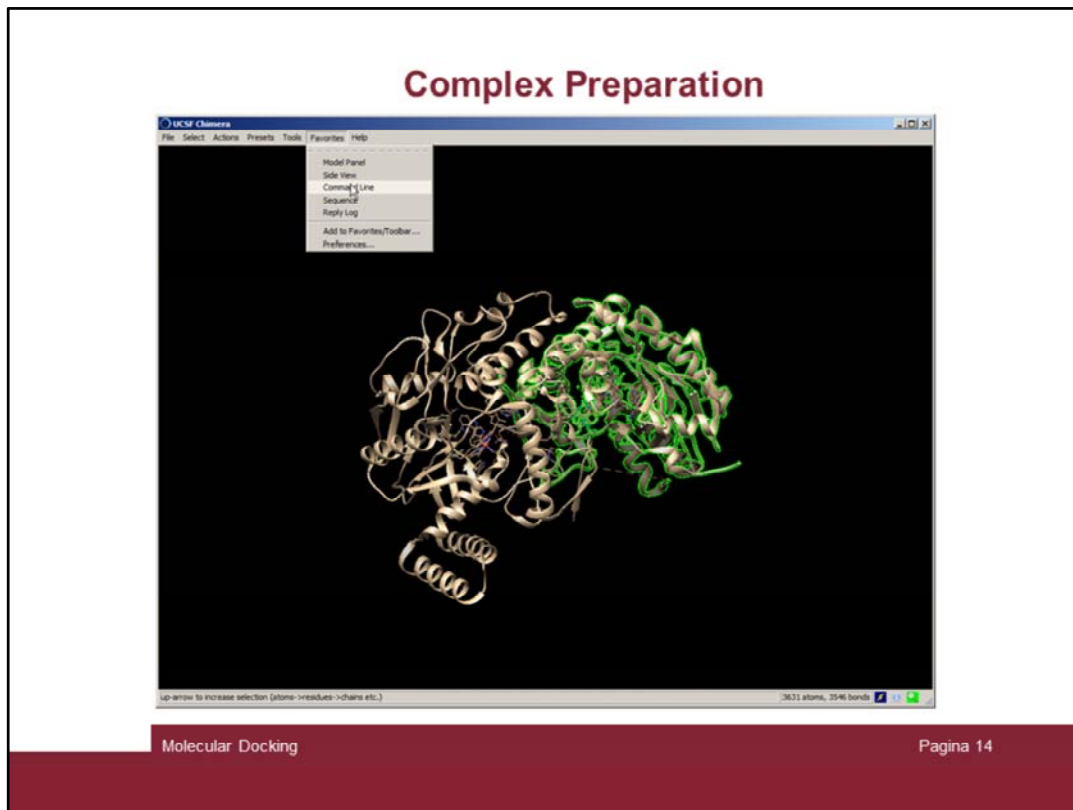 Complex Preparation
UCSF Chimera
File Select Actions Presets Tools Favorites Help
Model Panel
Side View
Command Line
Sequence
Reply Log
Add to Favorites/Toolbar...
Preferences...
up-arrow to increase selection (atoms->residues->chains etc.)
3631 atoms, 3546 bonds
Molecular Docking
Pagina 14